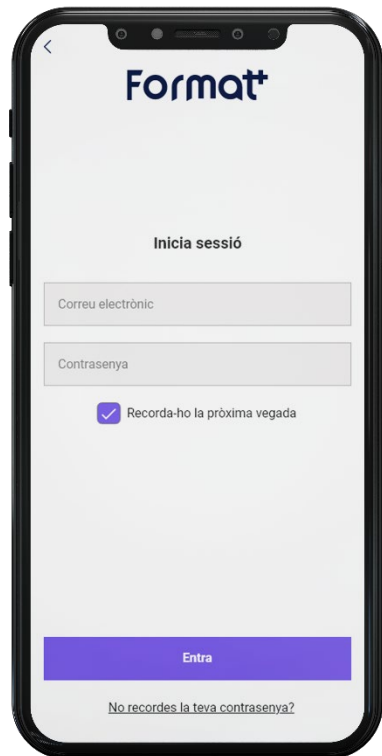 Format+
Inicia sessió
Correu electrònic
Contrasenya
Recorda-ho la pròxima vegada
Entra
No recordes la teva contrasenya?